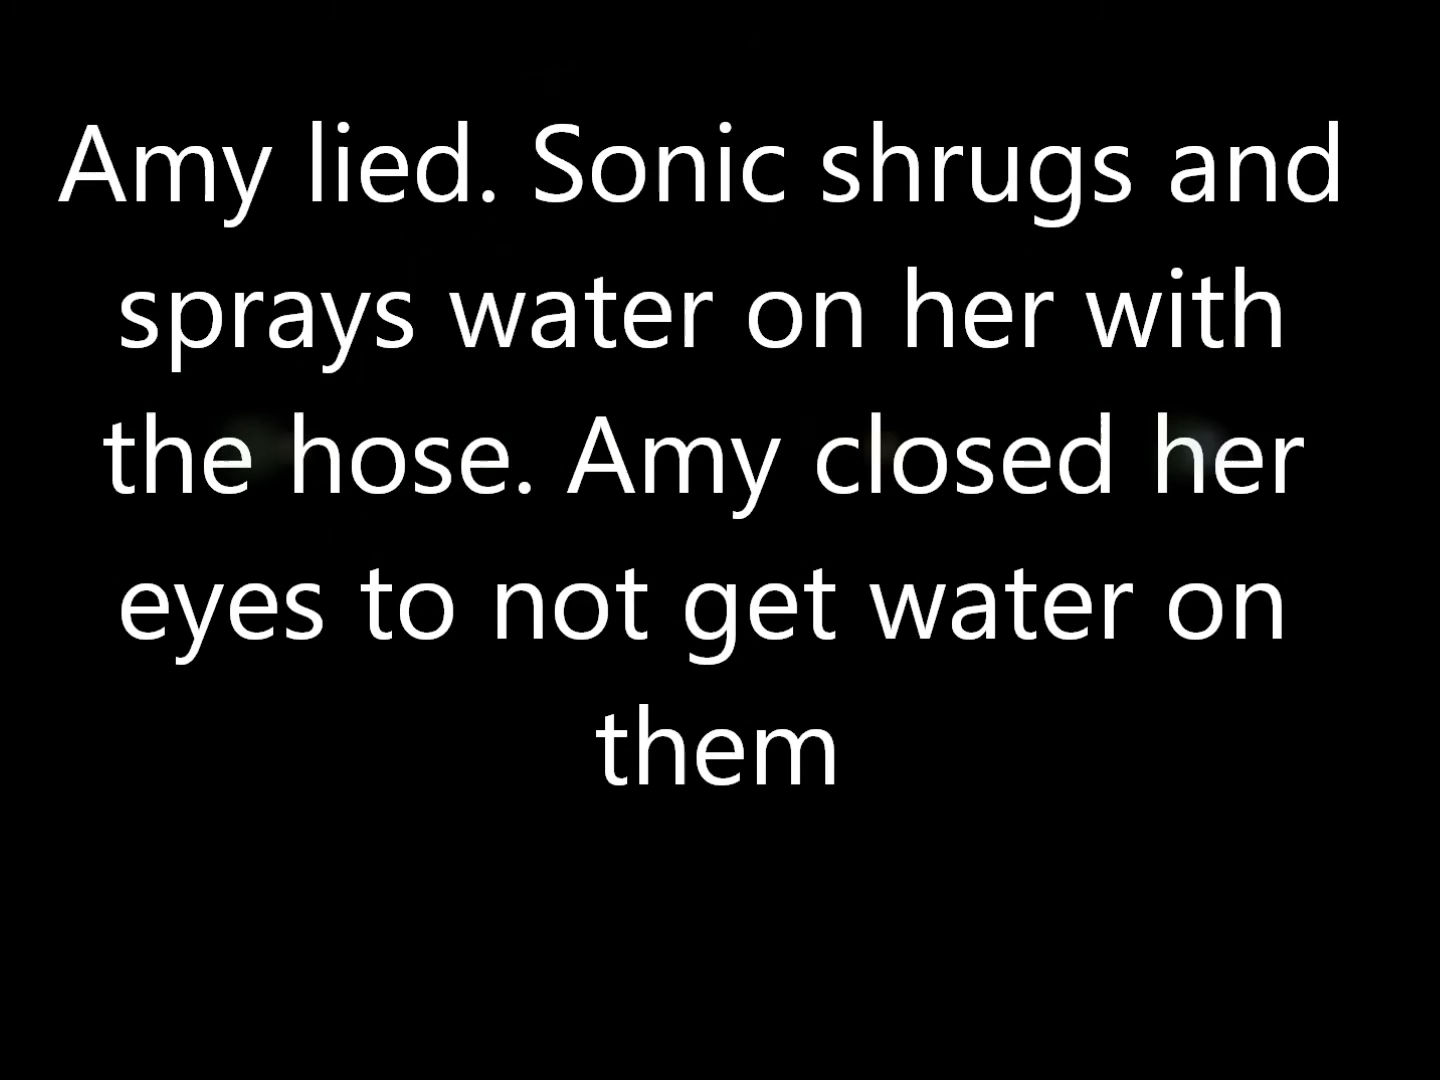 Amy lied. Sonic shrugs and
sprays water on her with
the hose. Amy closed her
eyes to not get water on
them